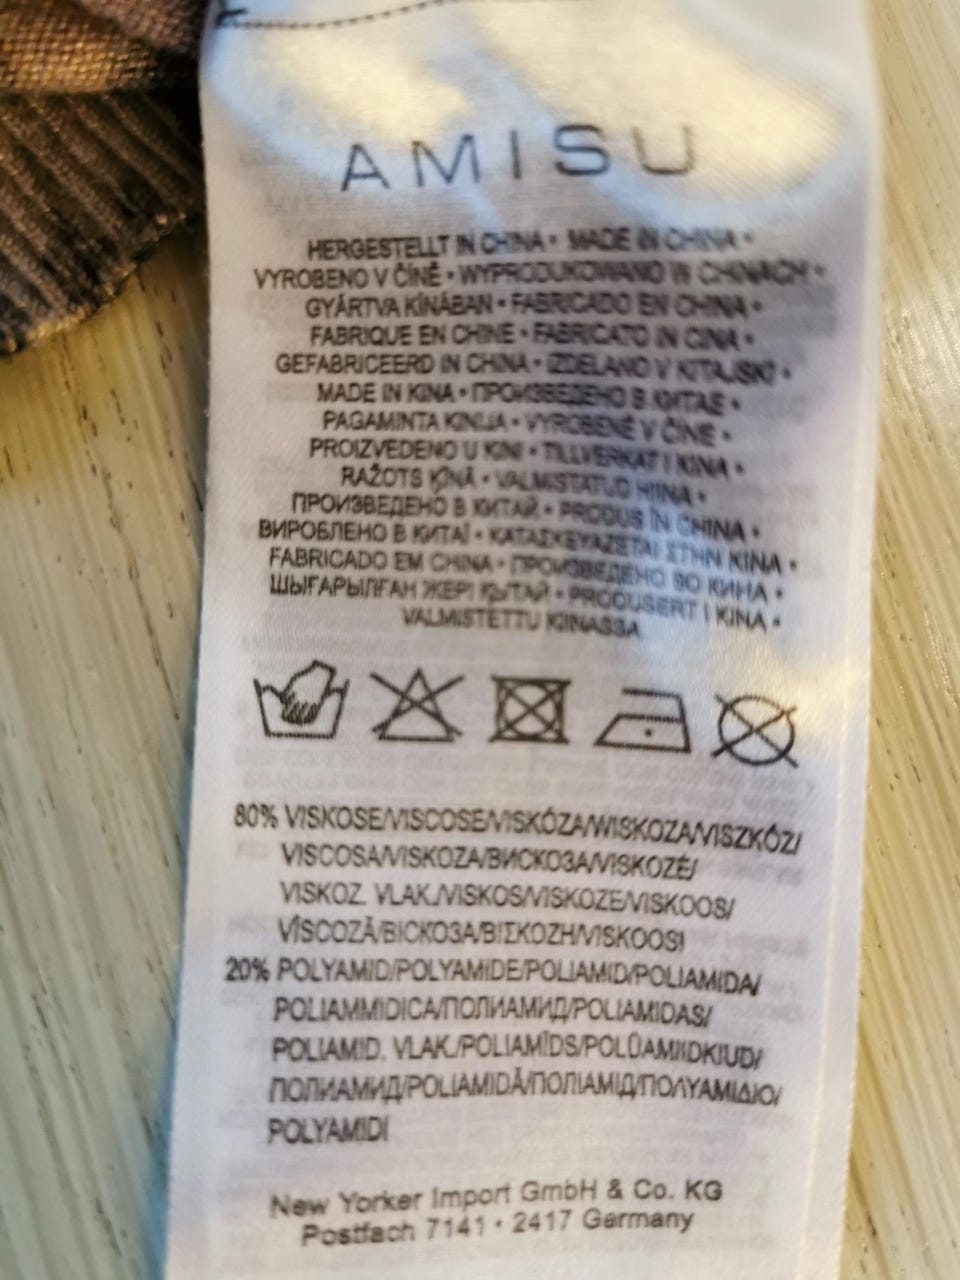 AMISU
HERGESTELLT IN CHINA • MADE IN CHINA •
VYROBENO V ČÍNĚ • WYPRODUKOWANO W CHINACH •
GYÁRTVA KÍNÁBAN • FABRICADO EN CHINA •
FABRIQUE EN CHINE • FABRICATO IN CINA •
GEFABRICEERD IN CHINA • IZDELANO V KITAJSKI •
MADE IN KINA • ПРОИЗВЕДЕНО В КИТАЕ •
PAGAMINTA KINIJA • VYROBENÉ V ČÍNE •
PROIZVEDENO U KINI • TILLVERKAT I KINA •
RAŽOTS ĶĪNĀ • VALMISTATUD HIINA •
ПРОИЗВЕДЕНО В КИТАЙ • PRODUS ÎN CHINA •
ВИРОБЛЕНО В КИТАЇ • ΚΑΤΑΣΚΕΥΑΖΕΤΑΙ ΣΤΗΝ ΚΙΝΑ •
FABRICADO EM CHINA • ПРОИЗВЕДЕНО ВО КИНА •
ШЫҒАРЫЛҒАН ЖЕРІ ҚЫТАЙ • PRODUSERT I KINA •
VALMISTETTU KIINASSA
80% VISKOSE/VISCOSE/VISKÓZA/WISKOZA/VISZKÓZ/
VISCOSA/VISKOZA/ВИСКОЗА/VISKOZĖ/
VISKOZ. VLAK./VISKOS/VISKOZE/VISKOOS/
VÎSCOZĂ/ВІСКОЗА/ΒΙΣΚΟΖΗ/VISKOOSI
20% POLYAMID/POLYAMIDE/POLIAMID/POLIAMIDA/
POLIAMMIDICA/ПОЛИАМИД/POLIAMIDAS/
POLIAMID. VLAK./POLIAMĪDS/POLÜAMIIDKIUD/
ПОЛИАМИД/POLIAMIDĂ/ПОЛІАМІД/ΠΟΛΥΑΜΙΔΙΟ/
POLYAMIDI
New Yorker Import GmbH & Co. KG
Postfach 7141 • 2417 Germany